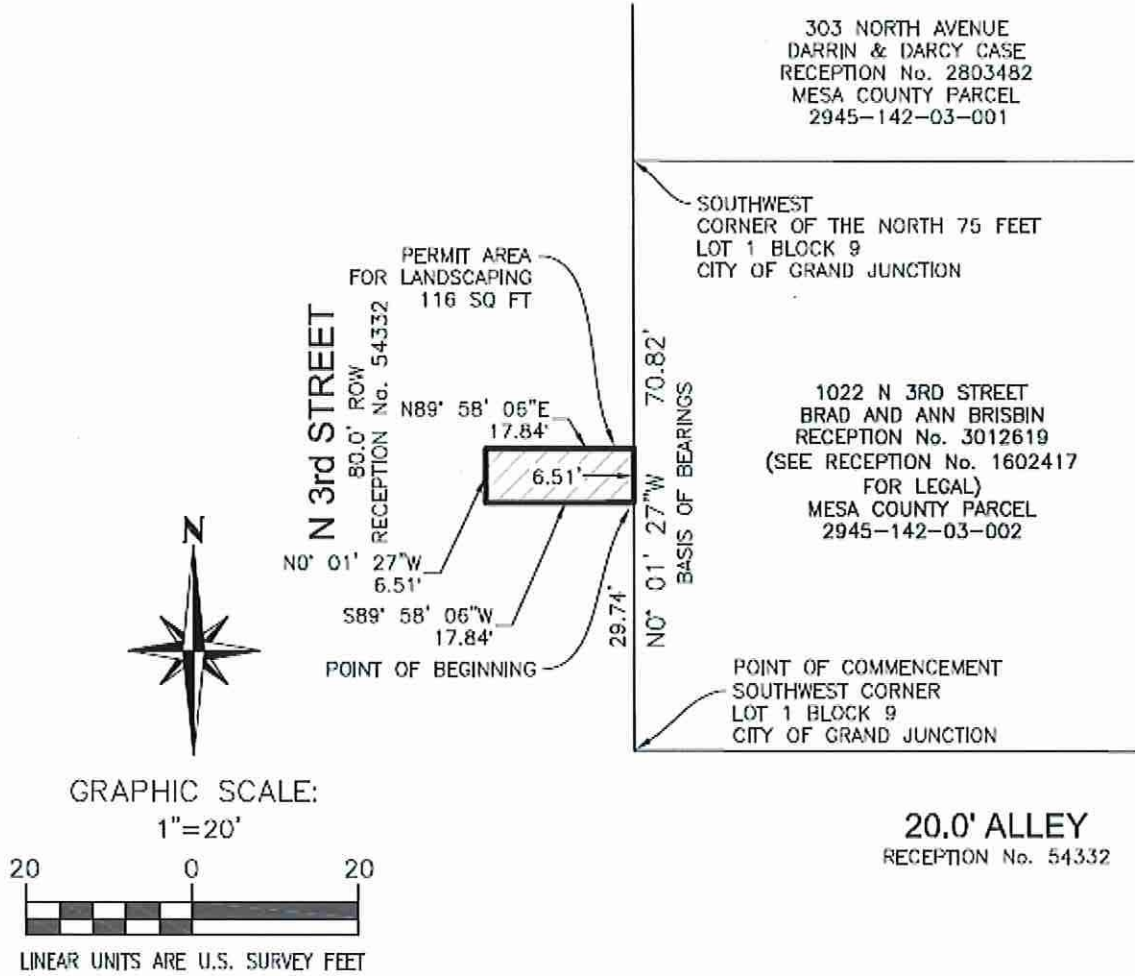 303 NORTH AVENUE
DARRIN & DARCY CASE
RECEPTION No. 2803482
MESA COUNTY PARCEL
2945-142-03-001
SOUTHWEST
CORNER OF THE NORTH 75 FEET
LOT 1 BLOCK 9
CITY OF GRAND JUNCTION
PERMIT AREA
FOR LANDSCAPING
116 SQ FT
N 3rd STREET
80.0' ROW
RECEPTION No. 54332
N89° 58' 06"E
17.84'
6.51'
N0° 01' 27"W 70.82'
BASIS OF BEARINGS
1022 N 3RD STREET
BRAD AND ANN BRISBIN
RECEPTION No. 3012619
(SEE RECEPTION No. 1602417
FOR LEGAL)
MESA COUNTY PARCEL
2945-142-03-002
N
N0° 01' 27"W
6.51'
S89° 58' 06"W
17.84'
29.74'
POINT OF BEGINNING
POINT OF COMMENCEMENT
SOUTHWEST CORNER
LOT 1 BLOCK 9
CITY OF GRAND JUNCTION
GRAPHIC SCALE:
1"=20'
20 0 20
LINEAR UNITS ARE U.S. SURVEY FEET
20.0' ALLEY
RECEPTION No. 54332